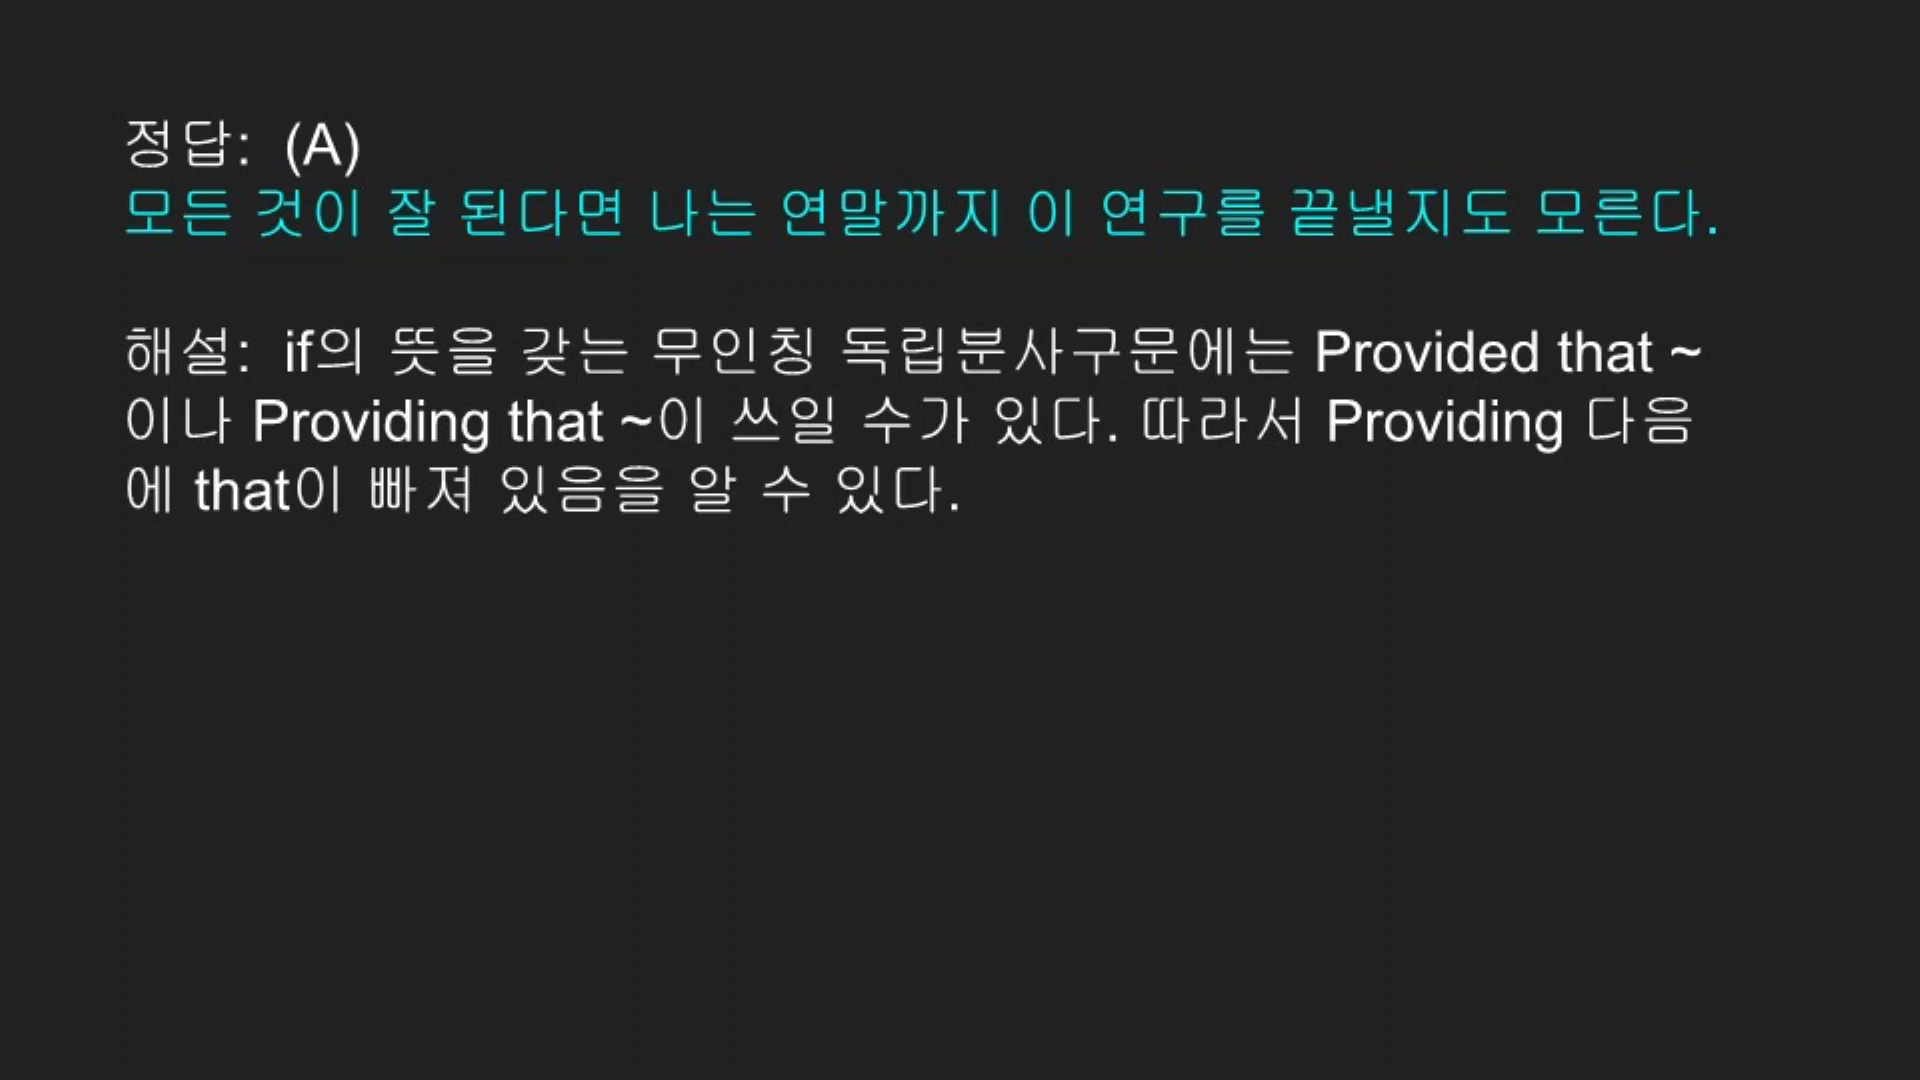 정답: (A)
모든 것이 잘 된다면 나는 연말까지 이 연구를 끝낼지도 모른다.
해설: if의 뜻을 갖는 무인칭 독립분사구문에는 Provided that ~
이나 Providing that ~이 쓰일 수가 있다. 따라서 Providing 다음
에 that이 빠져 있음을 알 수 있다.